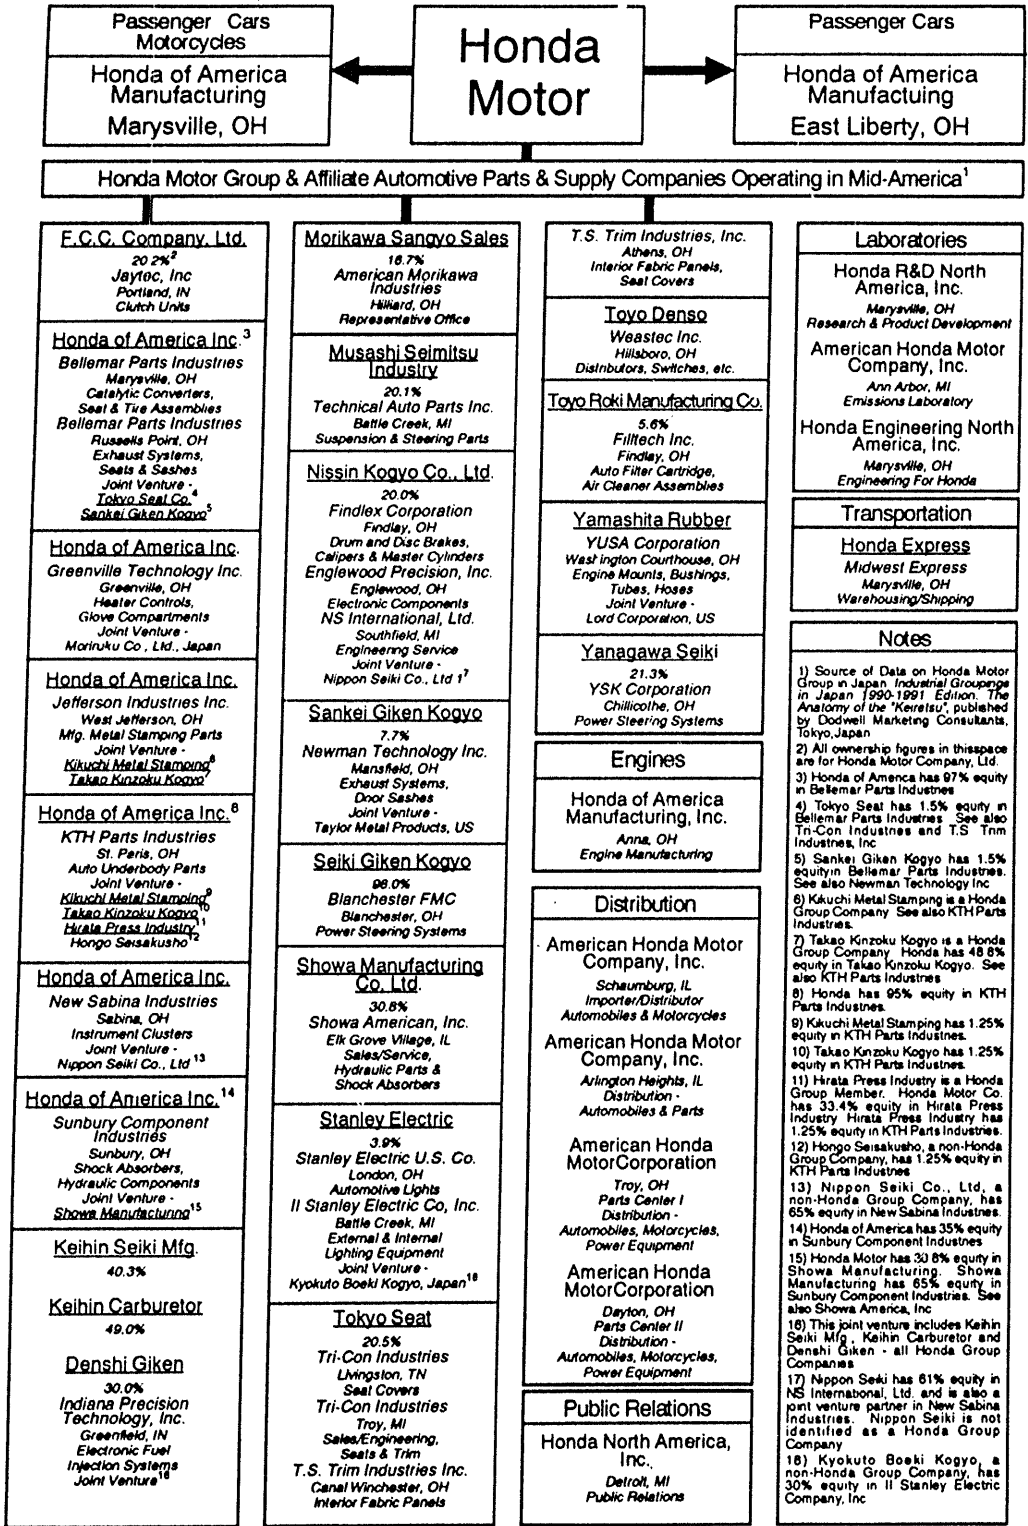 Passenger Cars
Motorcycles
Honda of America
Manufacturing
Marysville, OH
Honda
Motor
Passenger Cars
Honda of America
Manufactuing
East Liberty, OH
Honda Motor Group & Affiliate Automotive Parts & Supply Companies Operating in Mid-America1
F.C.C. Company, Ltd.
20.2%2
Jaytec, Inc
Portland, IN
Clutch Units
Honda of America Inc.3
Bellemar Parts Industries
Marysville, OH
Catalytic Converters,
Seat & Tire Assemblies
Bellemar Parts Industries
Russells Point, OH
Exhaust Systems,
Seats & Sashes
Joint Venture -
Tokyo Seat Co.4
Sankei Giken Kogyo5
Honda of America Inc.
Greenville Technology Inc.
Greenville, OH
Heater Controls,
Glove Compartments
Joint Venture -
Moriruku Co , Ltd., Japan
Honda of America Inc.
Jefferson Industries Inc.
West Jefferson, OH
Mfg. Metal Stamping Parts
Joint Venture -
Kikuchi Metal Stamping6
Takao Kinzoku Kogyo7
Honda of America Inc.8
KTH Parts Industries
St. Paris, OH
Auto Underbody Parts
Joint Venture -
Kikuchi Metal Stamping9
Takao Kinzoku Kogyo10
Hirata Press Industry11
Hongo Seisakusho12
Honda of America Inc.
New Sabina Industries
Sabina, OH
Instrument Clusters
Joint Venture -
Nippon Seiki Co., Ltd 13
Honda of America Inc.14
Sunbury Component
Industries
Sunbury, OH
Shock Absorbers,
Hydraulic Components
Joint Venture -
Showa Manufacturing15
Keihin Seiki Mfg.
40.3%
Keihin Carburetor
49.0%
Denshi Giken
30.0%
Indiana Precision
Technology, Inc.
Greenfield, IN
Electronic Fuel
Injection Systems
Joint Venture16
Morikawa Sangyo Sales
16.7%
American Morikawa
Industries
Hilliard, OH
Representative Office
Musashi Seimitsu
Industry
20.1%
Technical Auto Parts Inc.
Battle Creek, MI
Suspension & Steering Parts
Nissin Kogyo Co., Ltd.
20.0%
Findlex Corporation
Findlay, OH
Drum and Disc Brakes,
Calipers & Master Cylinders
Englewood Precision, Inc.
Englewood, OH
Electronic Components
NS International, Ltd.
Southfield, MI
Engineering Service
Joint Venture -
Nippon Seiki Co., Ltd 17
Sankei Giken Kogyo
7.7%
Newman Technology Inc.
Mansfield, OH
Exhaust Systems,
Door Sashes
Joint Venture -
Taylor Metal Products, US
Seiki Giken Kogyo
96.0%
Blanchester FMC
Blanchester, OH
Power Steering Systems
Showa Manufacturing
Co, Ltd.
30.8%
Showa American, Inc.
Elk Grove Village, IL
Sales/Service,
Hydraulic Parts &
Shock Absorbers
Stanley Electric
3.9%
Stanley Electric U.S. Co.
London, OH
Automotive Lights
II Stanley Electric Co, Inc.
Battle Creek, MI
External & Internal
Lighting Equipment
Joint Venture -
Kyokuto Boeki Kogyo, Japan18
Tokyo Seat
20.5%
Tri-Con Industries
Livingston, TN
Seat Covers
Tri-Con Industries
Troy, MI
Sales/Engineering,
Seats & Trim
T.S. Trim Industries Inc.
Canal Winchester, OH
Interior Fabric Panels
T.S. Trim Industries, Inc.
Athens, OH
Interior Fabric Panels,
Seat Covers
Toyo Denso
Weastec Inc.
Hillsboro, OH
Distributors, Switches, etc.
Toyo Roki Manufacturing Co.
5.6%
Filltech Inc.
Findlay, OH
Auto Filter Cartridge,
Air Cleaner Assemblies
Yamashita Rubber
YUSA Corporation
Washington Courthouse, OH
Engine Mounts, Bushings,
Tubes, Hoses
Joint Venture -
Lord Corporation, US
Yanagawa Seiki
21.3%
YSK Corporation
Chillicothe, OH
Power Steering Systems
Engines
Honda of America
Manufacturing, Inc.
Anna, OH
Engine Manufacturing
Distribution
American Honda Motor
Company, Inc.
Schaumburg, IL
Importer/Distributor
Automobiles & Motorcycles
American Honda Motor
Company, Inc.
Arlington Heights, IL
Distribution -
Automobiles & Parts
American Honda
MotorCorporation
Troy, OH
Parts Center I
Distribution -
Automobiles, Motorcycles,
Power Equipment
American Honda
MotorCorporation
Dayton, OH
Parts Center II
Distribution -
Automobiles, Motorcycles,
Power Equipment
Public Relations
Honda North America,
Inc.
Detroit, MI
Public Relations
Laboratories
Honda R&D North
America, Inc.
Marysville, OH
Research & Product Development
American Honda Motor
Company, Inc.
Ann Arbor, MI
Emissions Laboratory
Honda Engineering North
America, Inc.
Marysville, OH
Engineering For Honda
Transportation
Honda Express
Midwest Express
Marysville, OH
Warehousing/Shipping
Notes
1) Source of Data on Honda Motor
Group in Japan Industrial Groupings
in Japan 1990-1991 Edition. The
Anatomy of the "Keiretsu", published
by Dodwell Marketing Consultants,
Tokyo,Japan
2) All ownership figures in thisspace
are for Honda Motor Company, Ltd.
3) Honda of America has 97% equity
in Bellemar Parts Industries
4) Tokyo Seat has 1.5% equity in
Bellemar Parts Industries See also
Tri-Con Industries and T.S Trim
Industries, Inc
5) Sankei Giken Kogyo has 1.5%
equity in Bellemar Parts Industries.
See also Newman Technology Inc
6) Kikuchi Metal Stamping is a Honda
Group Company See also KTH Parts
Industries.
7) Takao Kinzoku Kogyo is a Honda
Group Company Honda has 48 8%
equity in Takao Kinzoku Kogyo. See
also KTH Parts Industries
8) Honda has 95% equity in KTH
Parts Industries.
9) Kikuchi Metal Stamping has 1.25%
equity in KTH Parts Industries.
10) Takao Kinzoku Kogyo has 1.25%
equity in KTH Parts Industries.
11) Hirata Press Industry is a Honda
Group Member. Honda Motor Co.
has 33.4% equity in Hirata Press
Industry Hirata Press Industry has
1.25% equity in KTH Parts Industries.
12) Hongo Seisakusho, a non-Honda
Group Company, has 1.25% equity in
KTH Parts Industries
13) Nippon Seiki Co., Ltd, a
non-Honda Group Company, has
65% equity in New Sabina Industries.
14) Honda of America has 35% equity
in Sunbury Component Industries
15) Honda Motor has 30 8% equity in
Showa Manufacturing. Showa
Manufacturing has 65% equity in
Sunbury Component Industries. See
also Showa America, Inc
16) This joint venture includes Keihin
Seiki Mfg , Keihin Carburetor and
Denshi Giken - all Honda Group
Companies
17) Nippon Seiki has 61% equity in
NS International, Ltd. and is also a
joint venture partner in New Sabina
Industries. Nippon Seiki is not
identified as a Honda Group
Company
18) Kyokuto Boeki Kogyo, a
non-Honda Group Company, has
30% equity in II Stanley Electric
Company, Inc